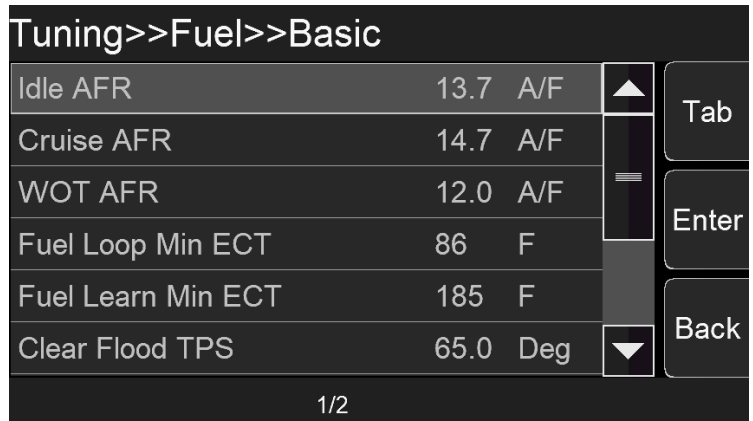 Tuning>>Fuel>>Basic
Idle AFR 13.7 A/F
Cruise AFR 14.7 A/F
WOT AFR 12.0 A/F
Fuel Loop Min ECT 86 F
Fuel Learn Min ECT 185 F
Clear Flood TPS 65.0 Deg
1/2
Tab
Enter
Back